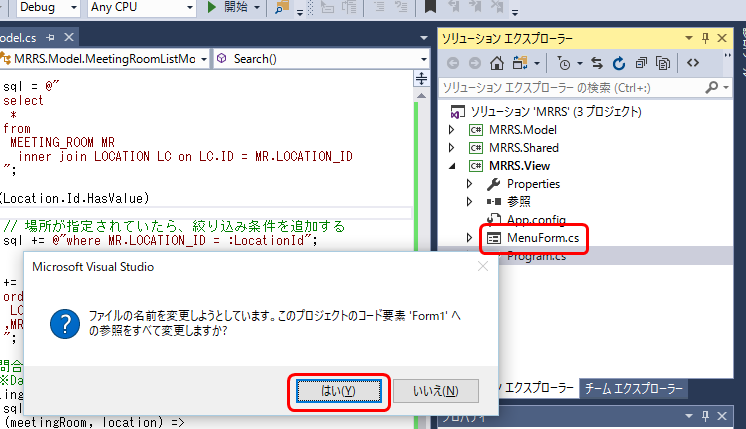 Debug Any CPU 開始
odel.cs
MRRS.Model.MeetingRoomListMo Search()
sql = @"
select
*
from
MEETING_ROOM MR
inner join LOCATION LC on LC.ID = MR.LOCATION_ID
";
(Location.Id.HasValue)
// 場所が指定されていたら、絞り込み条件を追加する
sql += @"where MR.LOCATION_ID = :LocationId";
+=
ord
LC
,MR
";
問合
※Da
ling
sql
(meetingRoom, location) =>
ソリューション エクスプローラー
ソリューション エクスプローラー の検索 (Ctrl+:)
ソリューション 'MRRS' (3 プロジェクト)
MRRS.Model
MRRS.Shared
MRRS.View
Properties
参照
App.config
MenuForm.cs
Program.cs
Microsoft Visual Studio
ファイルの名前を変更しようとしています。このプロジェクトのコード要素 'Form1' へ
の参照をすべて変更しますか?
はい(Y) いいえ(N)
ン エクスプローラー チーム エクスプローラー
プロパティ